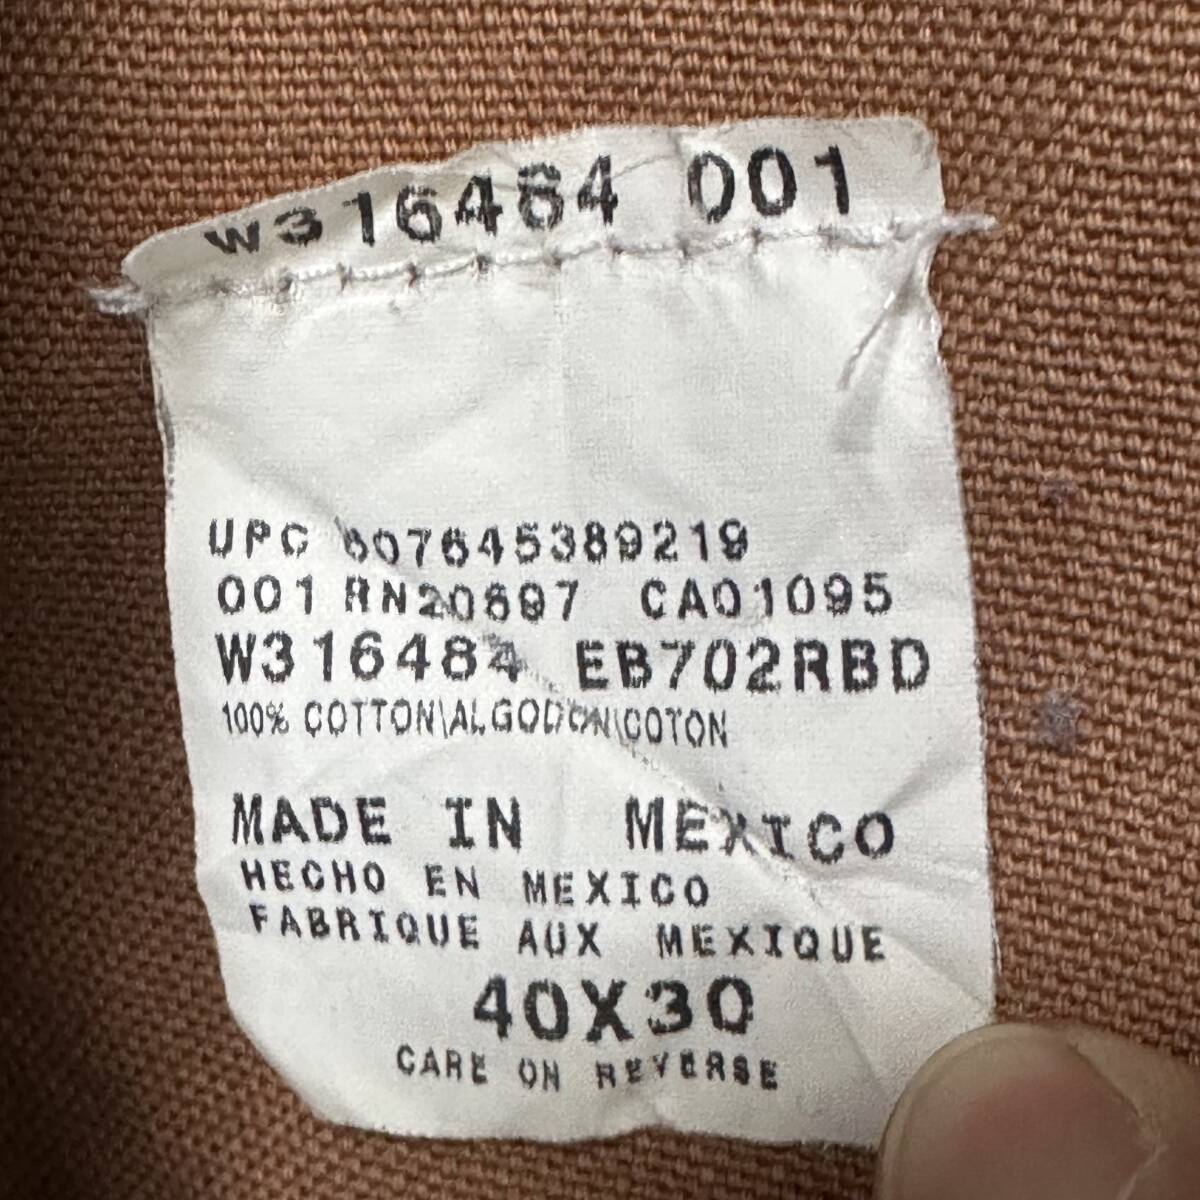 W316484 001
UPC 607645389219
001 RN20697 CA01095
W316484 EB702RBD
100% COTTON\ALGODON\COTON
MADE IN MEXICO
HECHO EN MEXICO
FABRIQUE AUX MEXIQUE
40X30
CARE ON REVERSE